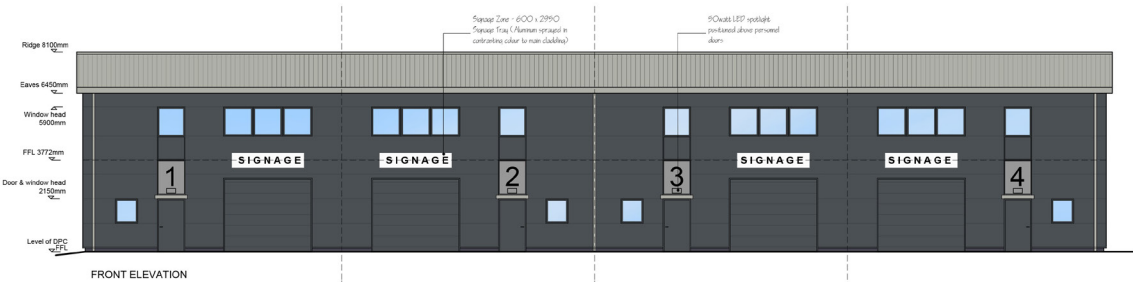 Signage Zone - 600 x 2950
Signage Tray (Aluminum sprayed in
contrasting colour to main cladding)
50watt LED spotlight
positioned above personnel
doors
Ridge 8100mm
Eaves 6450mm
Window head
5900mm
FFL 3772mm
Door & window head
2150mm
Level of DPC
FFL
SIGNAGE
SIGNAGE
SIGNAGE
SIGNAGE
1
2
3
4
FRONT ELEVATION